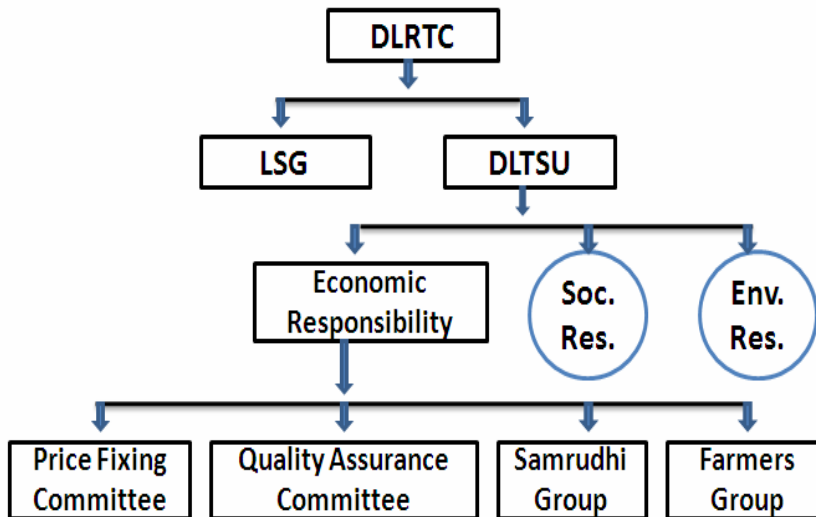 DLRTC
LSG
DLTSU
Economic
Responsibility
Soc.
Res.
Env.
Res.
Price Fixing
Committee
Quality Assurance
Committee
Samrudhi
Group
Farmers
Group